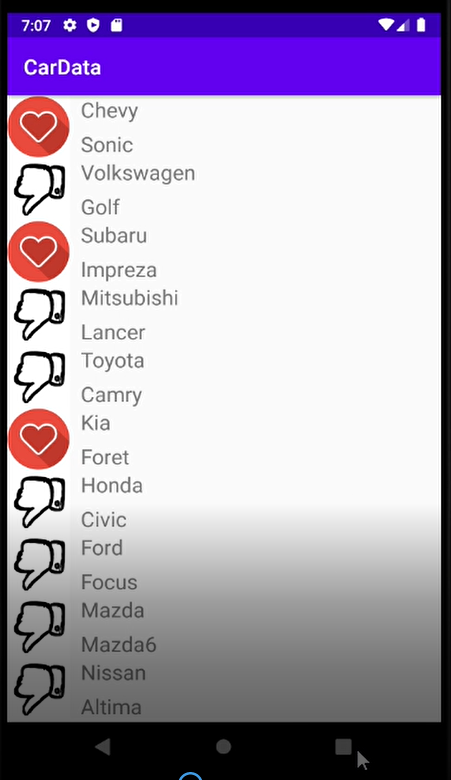 7:07
CarData
Chevy
Sonic
Volkswagen
Golf
Subaru
Impreza
Mitsubishi
Lancer
Toyota
Camry
Kia
Foret
Honda
Civic
Ford
Focus
Mazda
Mazda6
Nissan
Altima